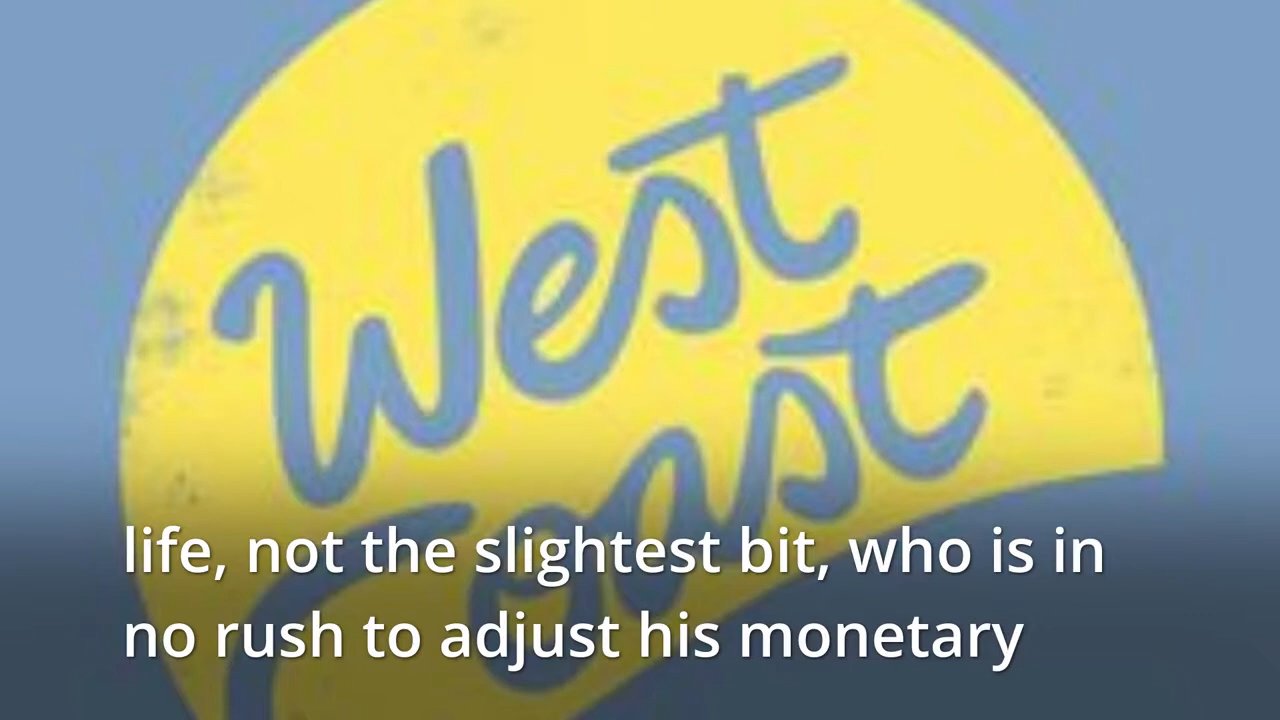 West
Coast
life, not the slightest bit, who is in
no rush to adjust his monetary